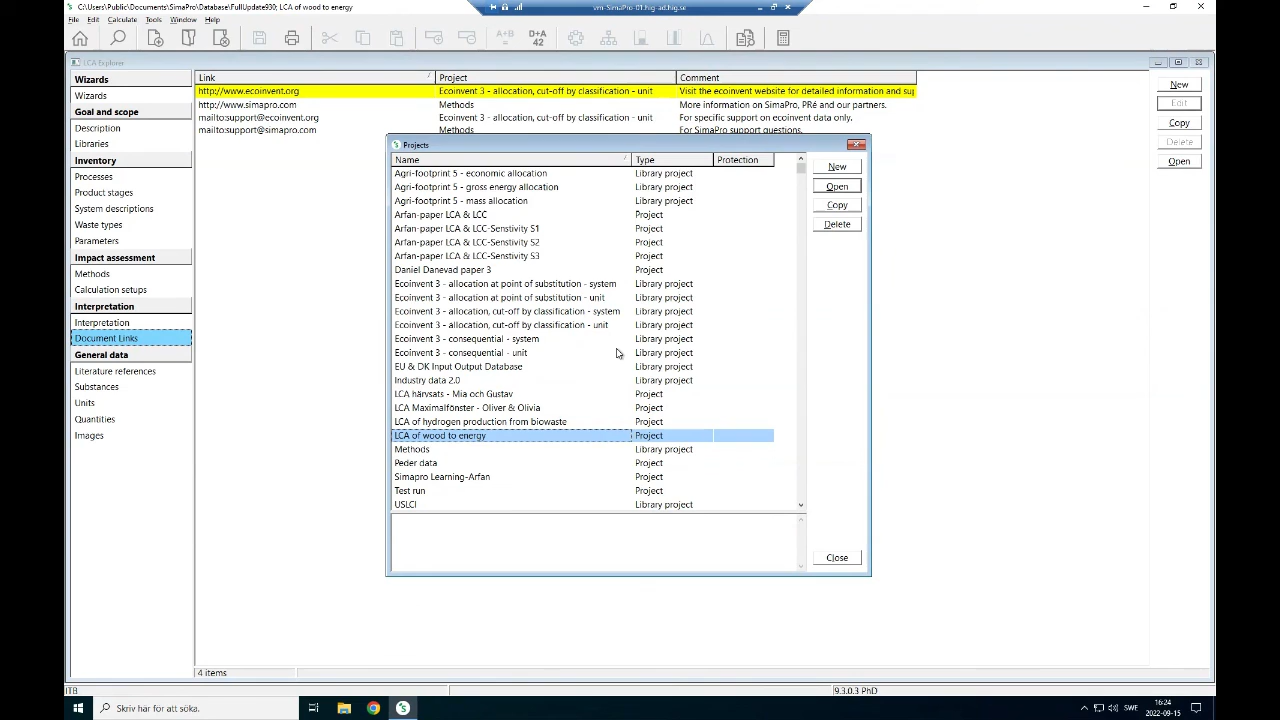 C:\Users\Public\Documents\SimaPro\Database\FullUpdate930; LCA of wood to energy
vm-SimaPro-01.hig-ad.hig.se
File Edit Calculate Tools Window Help
A+B
=
D+A
42
LCA Explorer
Wizards
Wizards
Goal and scope
Description
Libraries
Inventory
Processes
Product stages
System descriptions
Waste types
Parameters
Impact assessment
Methods
Calculation setups
Interpretation
Interpretation
Document Links
General data
Literature references
Substances
Units
Quantities
Images
Link Project Comment
http://www.ecoinvent.org Ecoinvent 3 - allocation, cut-off by classification - unit Visit the ecoinvent website for detailed information and su
http://www.simapro.com Methods More information on SimaPro, PRé and our partners.
mailto:support@ecoinvent.org Ecoinvent 3 - allocation, cut-off by classification - unit For specific support on ecoinvent data only.
mailto:support@simapro.com Methods For SimaPro support questions.
New
Edit
Copy
Delete
Open
Projects
Name Type Protection
Agri-footprint 5 - economic allocation Library project
Agri-footprint 5 - gross energy allocation Library project
Agri-footprint 5 - mass allocation Library project
Arfan-paper LCA & LCC Project
Arfan-paper LCA & LCC-Senstivity S1 Project
Arfan-paper LCA & LCC-Senstivity S2 Project
Arfan-paper LCA & LCC-Senstivity S3 Project
Daniel Danevad paper 3 Project
Ecoinvent 3 - allocation at point of substitution - system Library project
Ecoinvent 3 - allocation at point of substitution - unit Library project
Ecoinvent 3 - allocation, cut-off by classification - system Library project
Ecoinvent 3 - allocation, cut-off by classification - unit Library project
Ecoinvent 3 - consequential - system Library project
Ecoinvent 3 - consequential - unit Library project
EU & DK Input Output Database Library project
Industry data 2.0 Library project
LCA härvsats - Mia och Gustav Project
LCA Maximalfönster - Oliver & Olivia Project
LCA of hydrogen production from biowaste Project
LCA of wood to energy Project
Methods Library project
Peder data Project
Simapro Learning-Arfan Project
Test run Project
USLCI Library project
New
Open
Copy
Delete
Close
4 items
ITB 9.3.0.3 PhD
Skriv här för att söka. SWE 16:24
2022-09-15